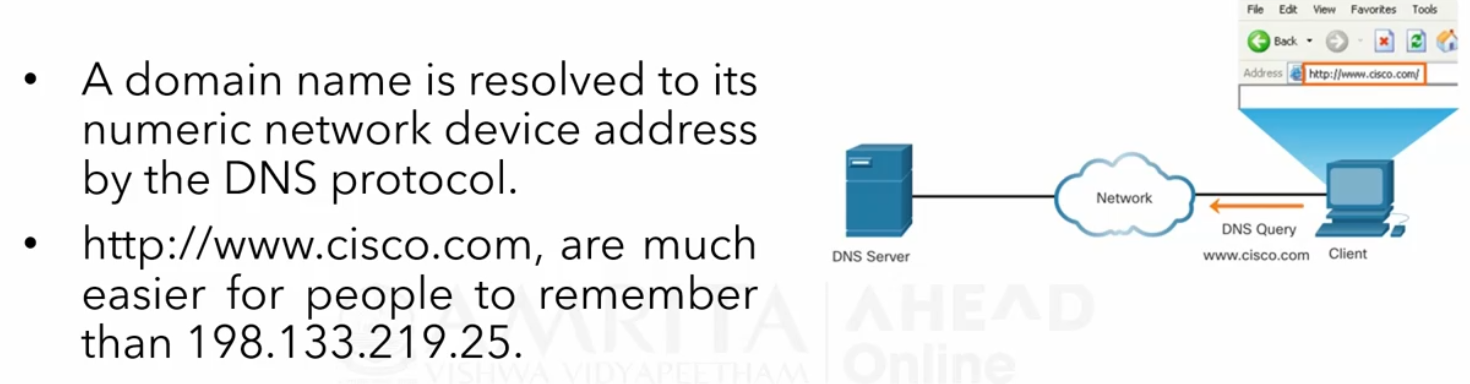 • A domain name is resolved to its
numeric network device address
by the DNS protocol.
• http://www.cisco.com, are much
easier for people to remember
than 198.133.219.25.
File Edit View Favorites Tools
Back
Address http://www.cisco.com/
Network
DNS Query
www.cisco.com
DNS Server
Client
AMRITA
VISHWA VIDYAPEETHAM
AHEAD
Online